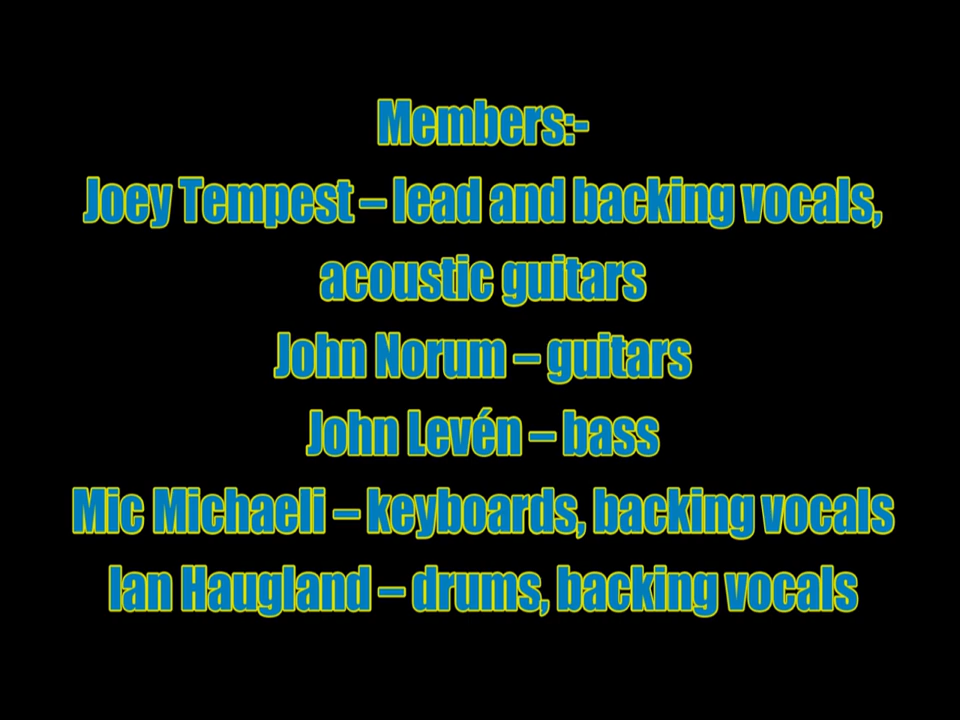 Members:-
Joey Tempest – lead and backing vocals,
acoustic guitars
John Norum – guitars
John Levén – bass
Mic Michaeli – keyboards, backing vocals
Ian Haugland – drums, backing vocals